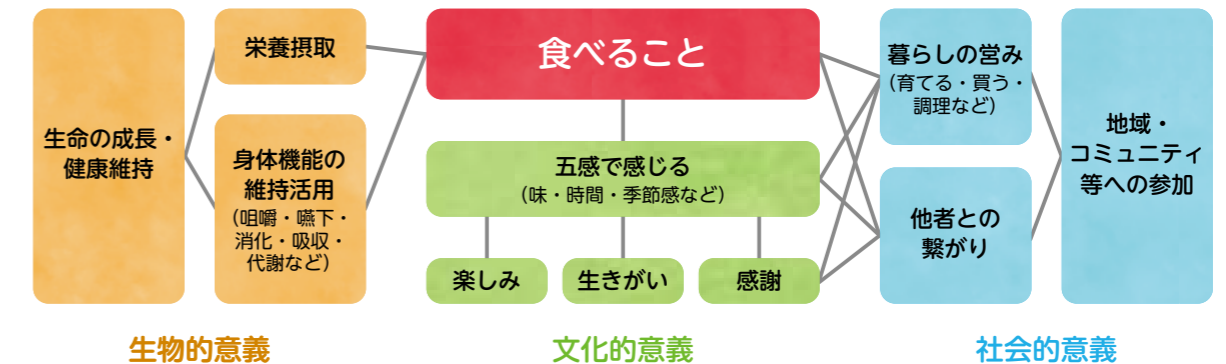 生命の成長・
健康維持
栄養摂取
身体機能の
維持活用
（咀嚼・嚥下・
消化・吸収・
代謝など）
食べること
五感で感じる
（味・時間・季節感など）
楽しみ
生きがい
感謝
暮らしの営み
（育てる・買う・
調理など）
他者との
繋がり
地域・
コミュニティ
等への参加
生物的意義
文化的意義
社会的意義